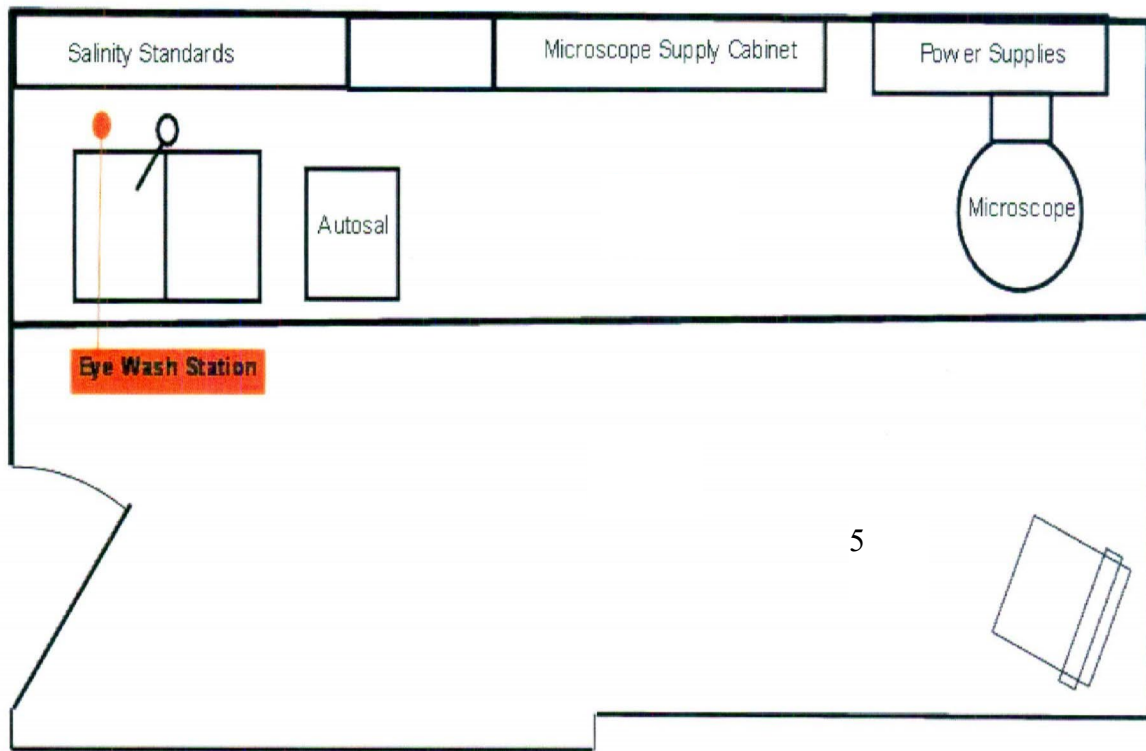 Salinity Standards
Microscope Supply Cabinet
Power Supplies
Autosal
Microscope
Eye Wash Station
5